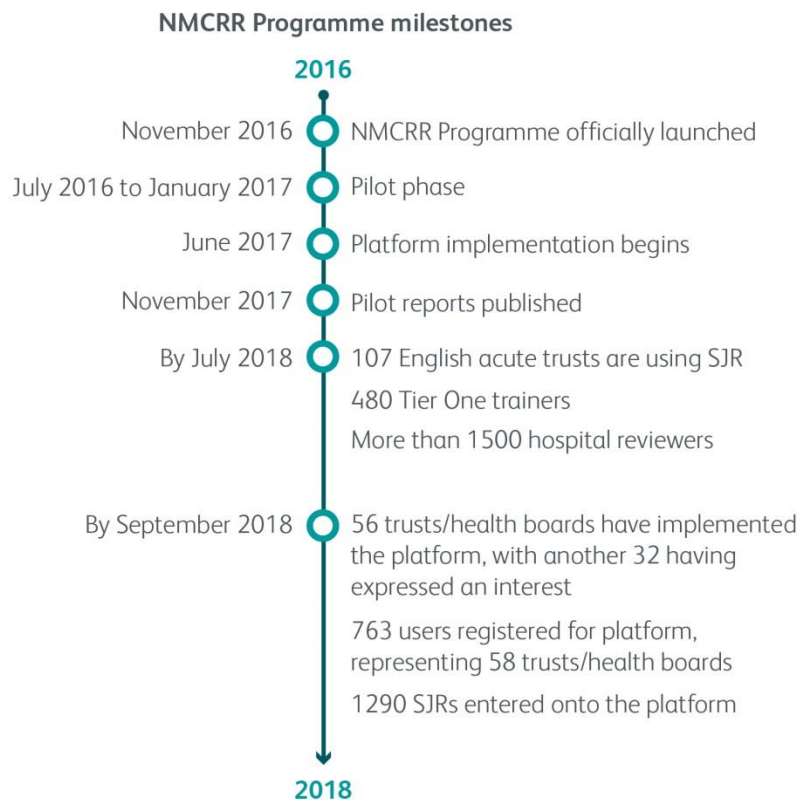 NMCRR Programme milestones
2016
November 2016
NMCRR Programme officially launched
July 2016 to January 2017
Pilot phase
June 2017
Platform implementation begins
November 2017
Pilot reports published
By July 2018
107 English acute trusts are using SJR
480 Tier One trainers
More than 1500 hospital reviewers
By September 2018
56 trusts/health boards have implemented
the platform, with another 32 having
expressed an interest
763 users registered for platform,
representing 58 trusts/health boards
1290 SJRs entered onto the platform
2018